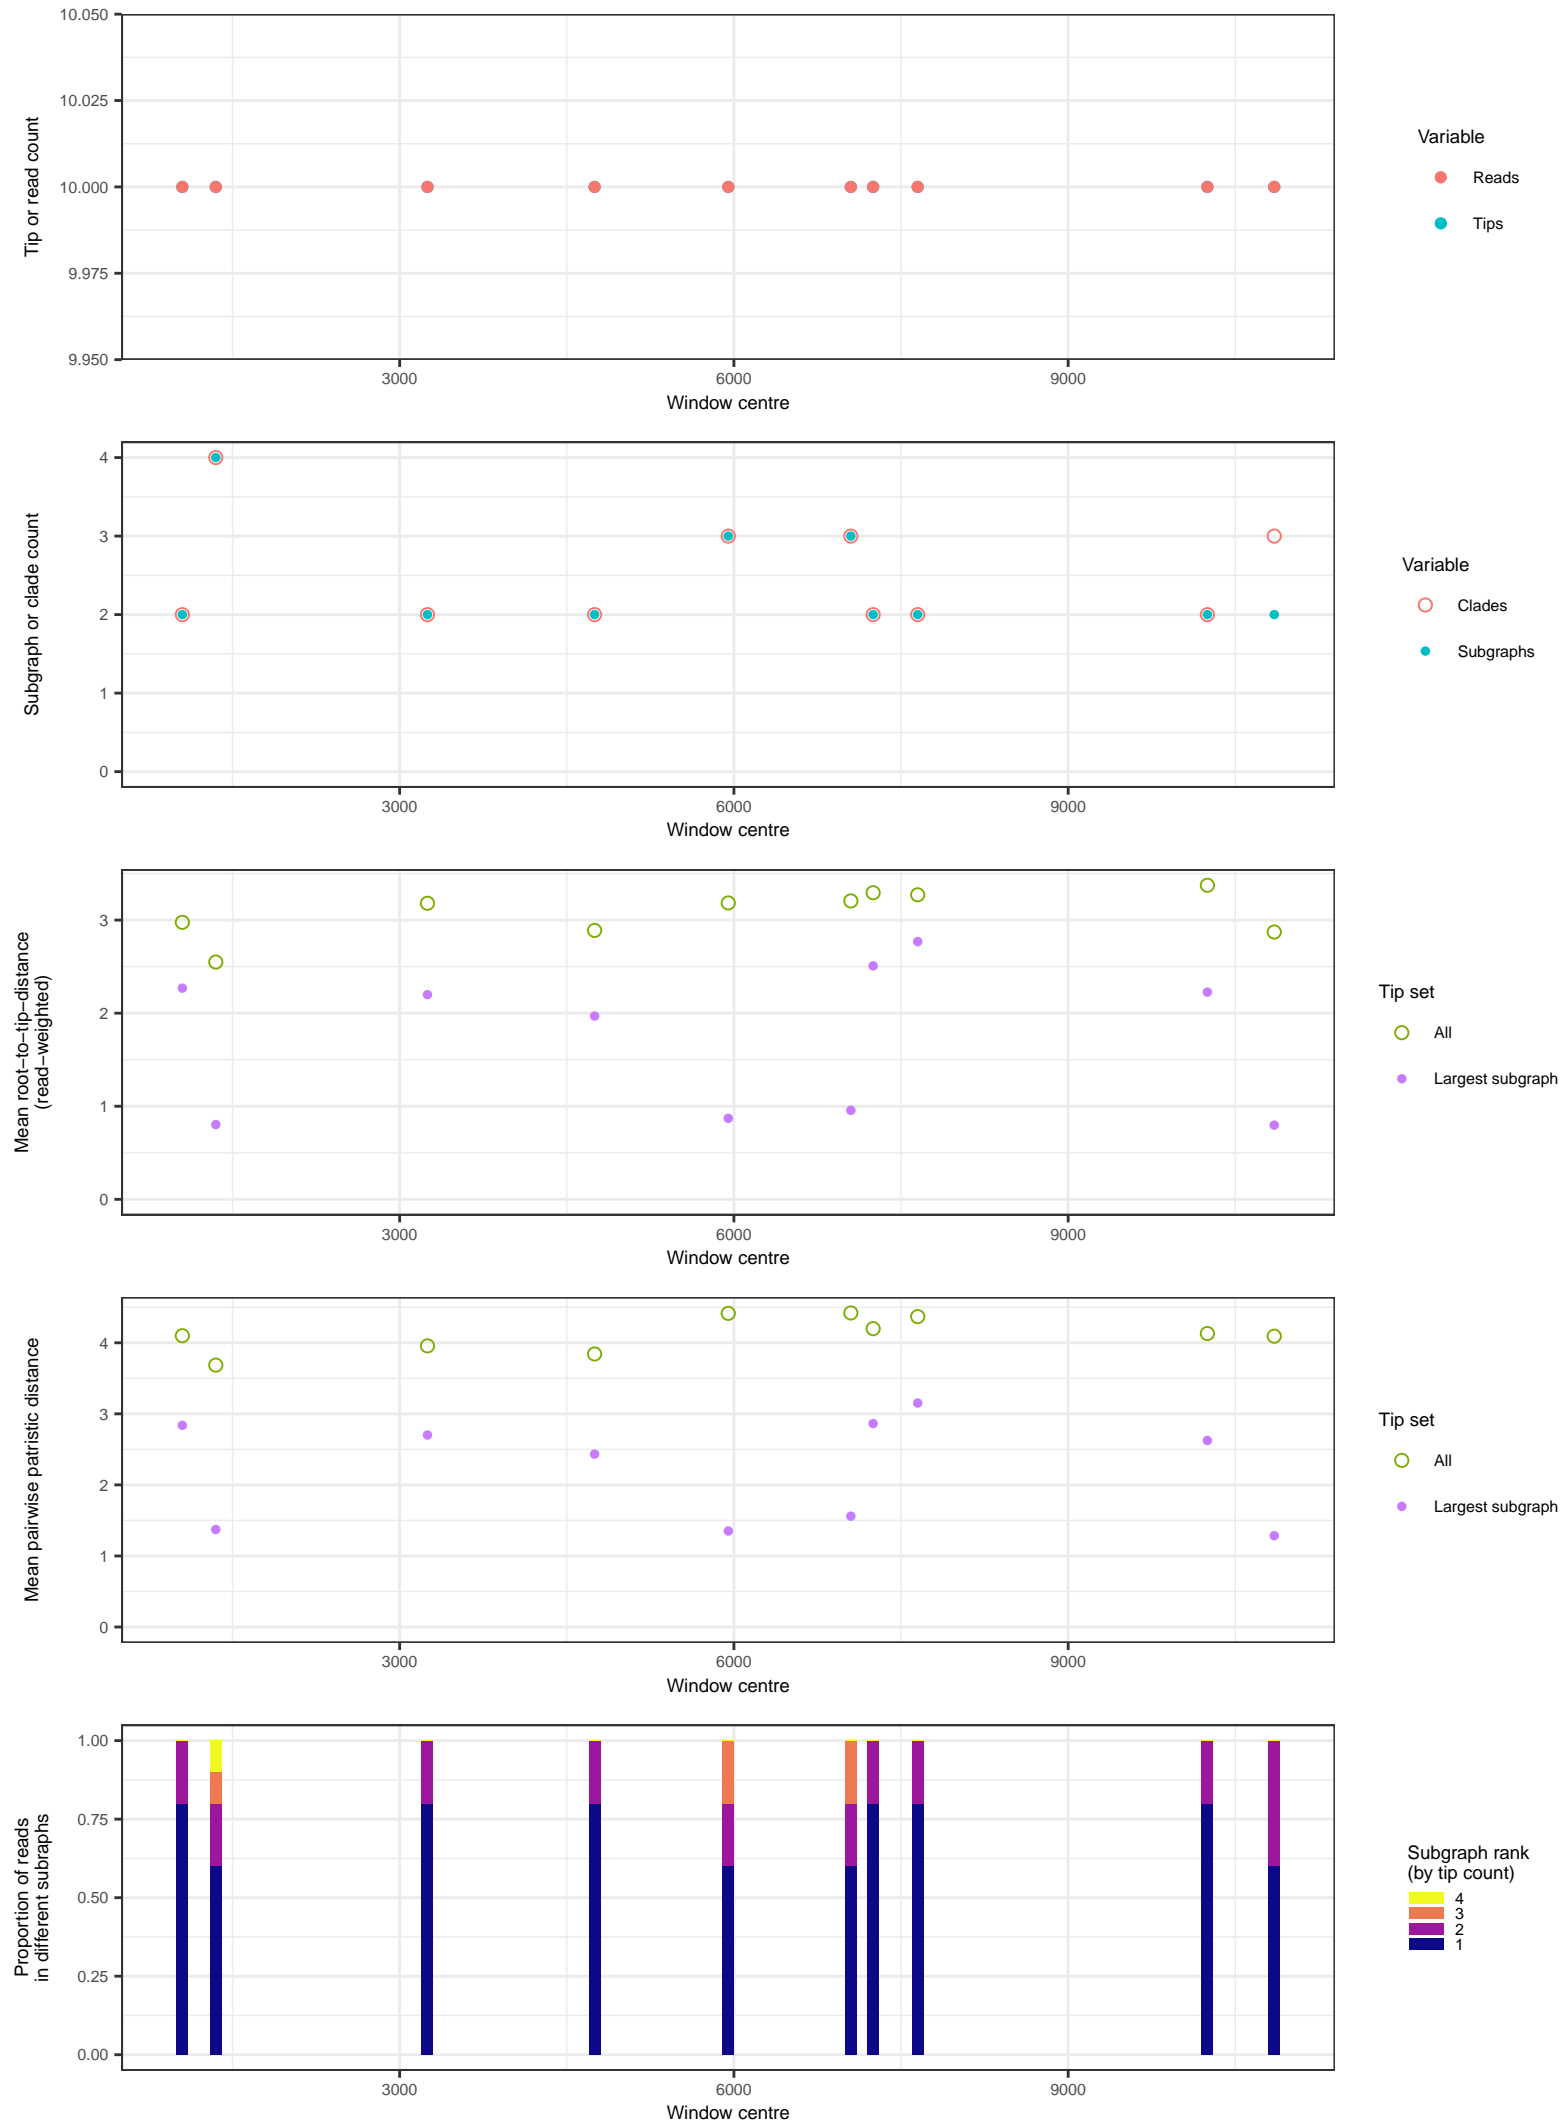 10.050
10.025
10.000
9.975
9.950
Tip or read count
3000
6000
9000
Window centre
Variable
Reads
Tips
4
3
2
1
0
Subgraph or clade count
3000
6000
9000
Window centre
Variable
Clades
Subgraphs
3
2
1
0
Mean root−to−tip−distance
(read−weighted)
3000
6000
9000
Window centre
Tip set
All
Largest subgraph
4
3
2
1
0
Mean pairwise patristic distance
3000
6000
9000
Window centre
Tip set
All
Largest subgraph
1.00
0.75
0.50
0.25
0.00
Proportion of reads
in different subraphs
3000
6000
9000
Window centre
Subgraph rank
(by tip count)
4
3
2
1